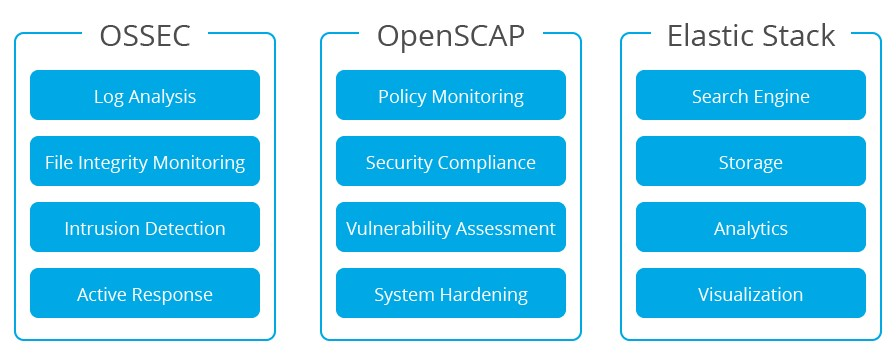 OSSEC
Log Analysis
File Integrity Monitoring
Intrusion Detection
Active Response
OpenSCAP
Policy Monitoring
Security Compliance
Vulnerability Assessment
System Hardening
Elastic Stack
Search Engine
Storage
Analytics
Visualization